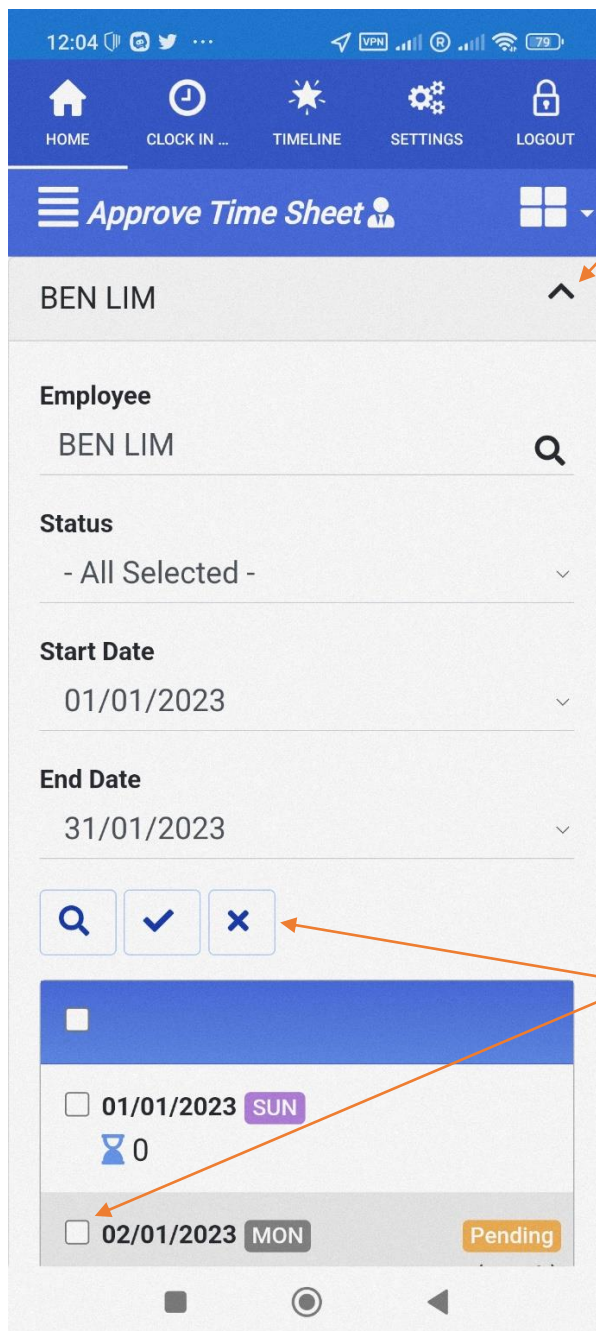 12:04 VPN R 79
HOME CLOCK IN ... TIMELINE SETTINGS LOGOUT
Approve Time Sheet
BEN LIM
Employee
BEN LIM
Status
- All Selected -
Start Date
01/01/2023
End Date
31/01/2023
01/01/2023 SUN
0
02/01/2023 MON Pending